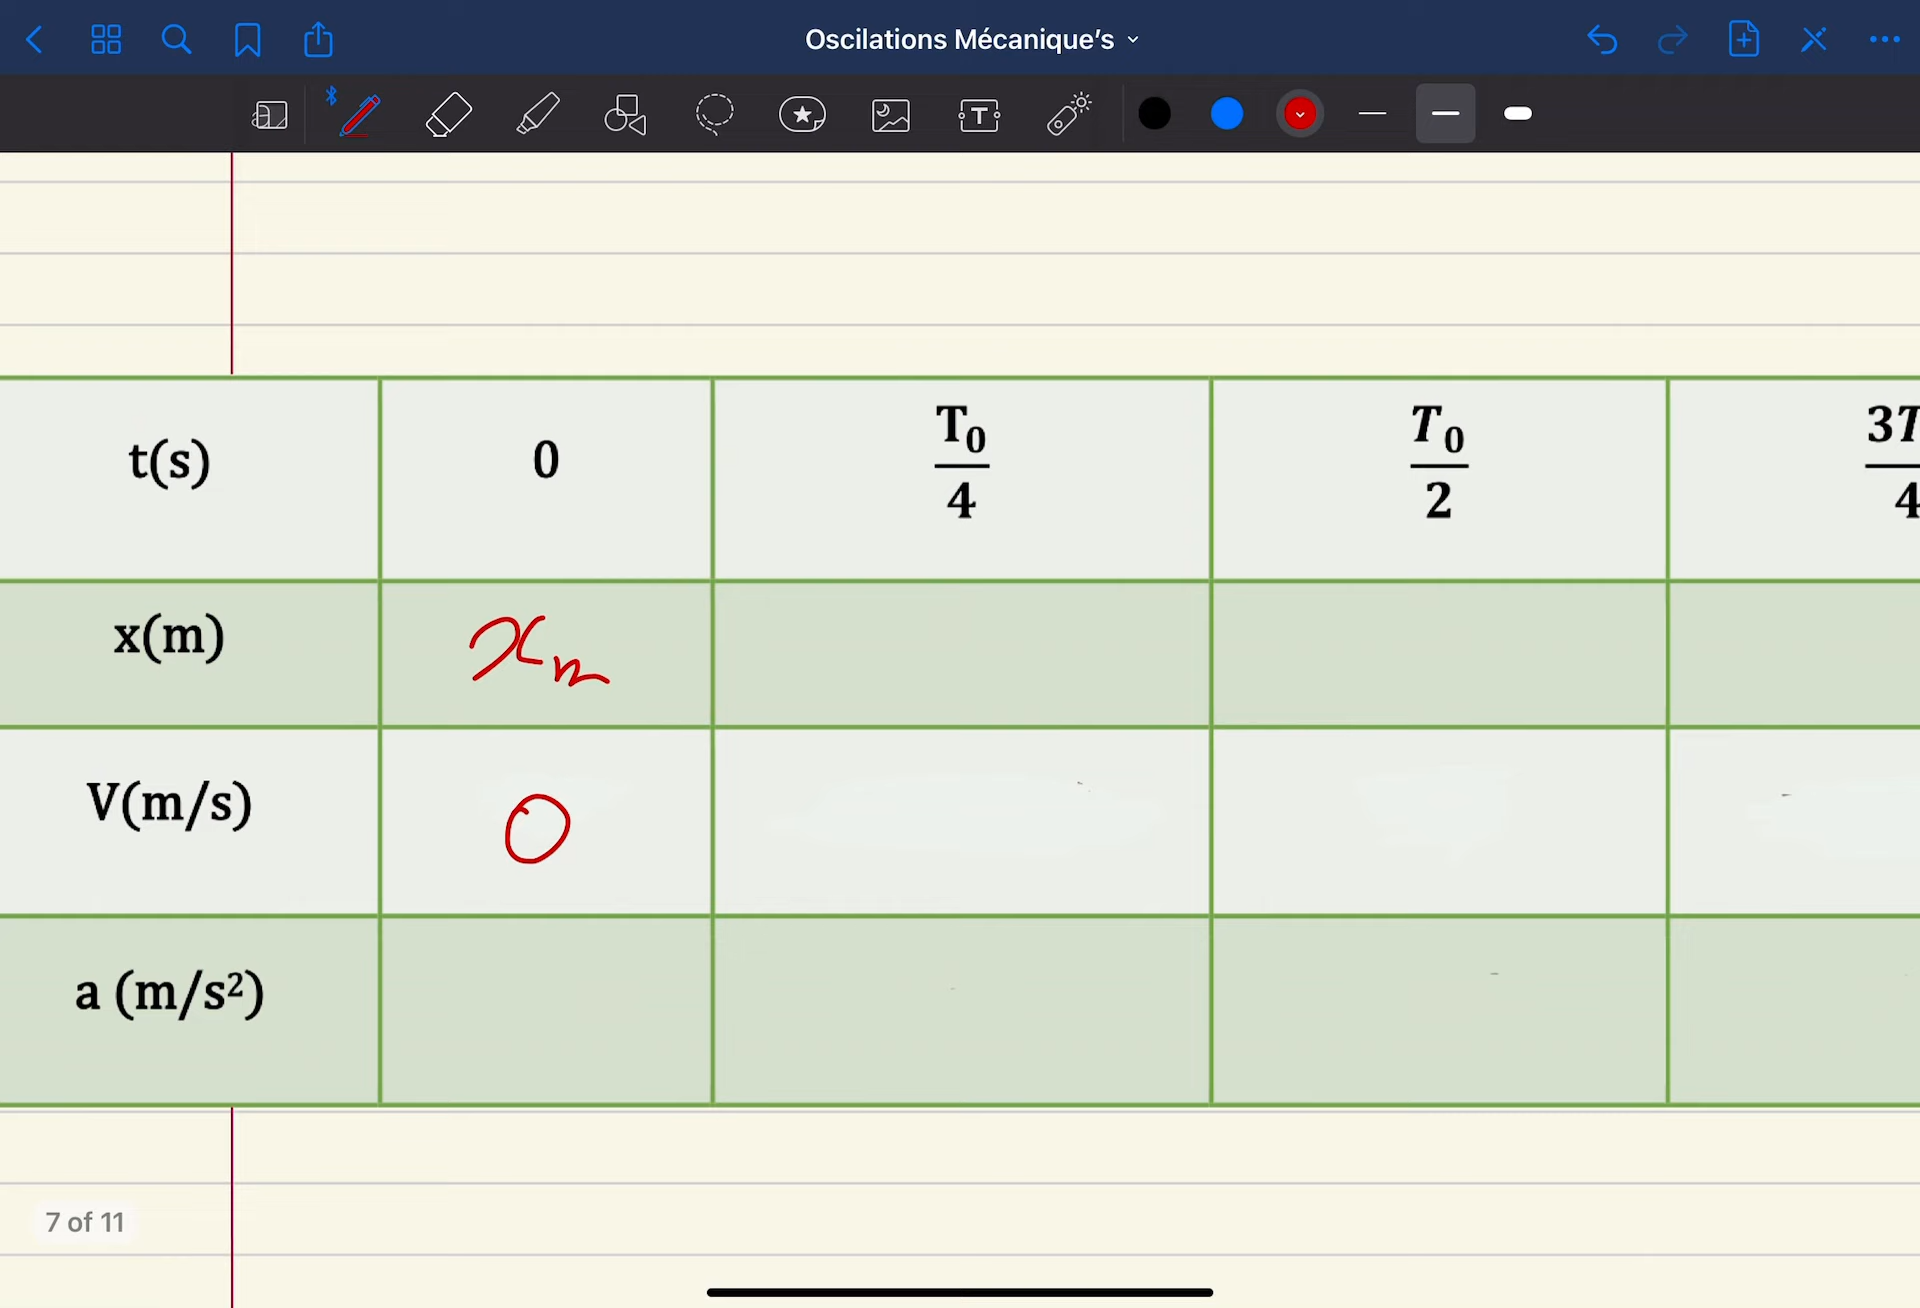 Oscilations Mécanique's
t(s) 0 T₀/4 T₀/2 3T/4
x(m) xₘ
V(m/s) 0
a (m/s²)
7 of 11